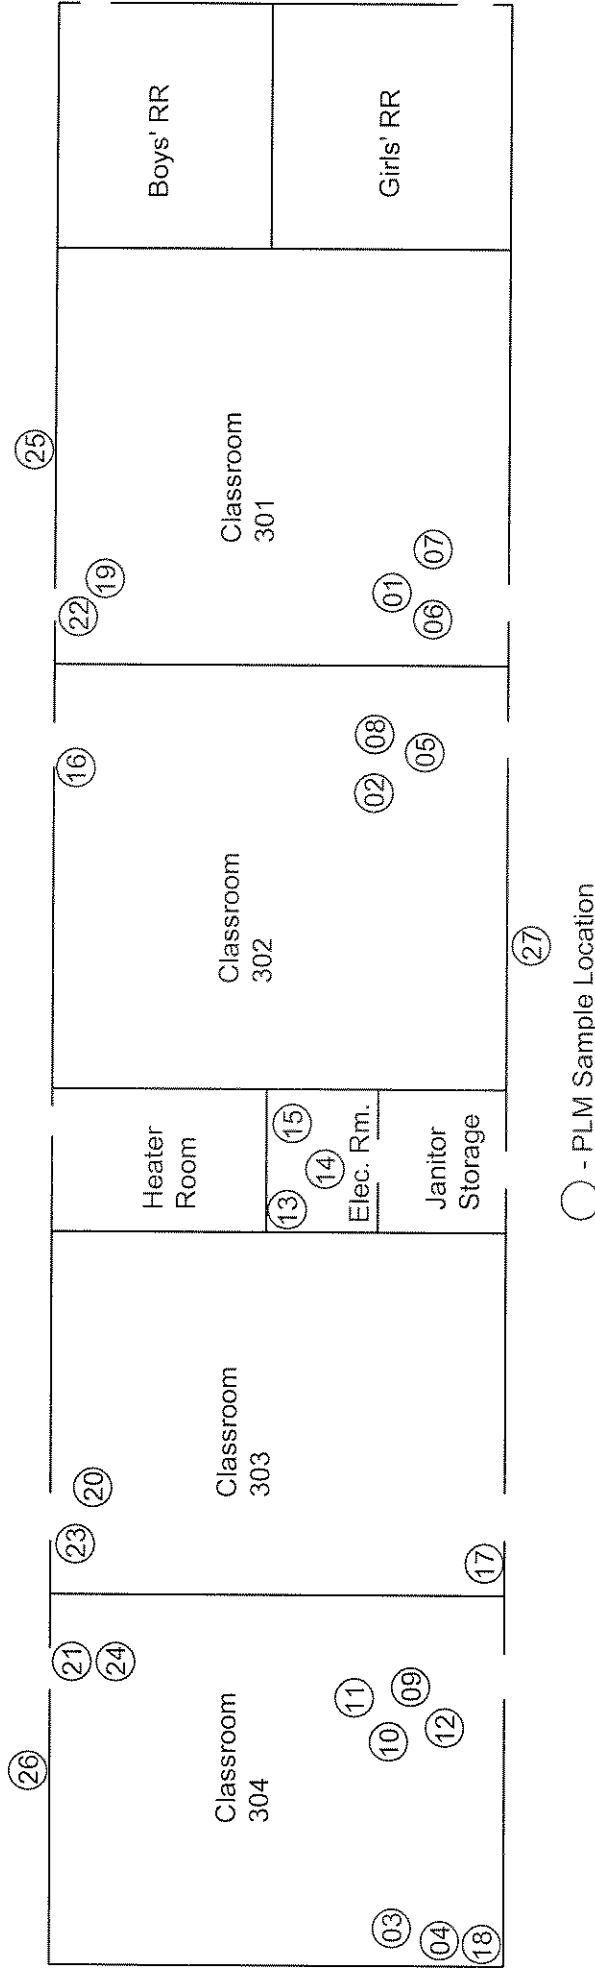 26
21
24
Classroom
304
11
10
09
12
03
04
18
23
20
Classroom
303
17
Heater
Room
13
14
15
Elec. Rm.
Janitor
Storage
16
Classroom
302
02
08
05
27
25
22
19
Classroom
301
01
06
07
Boys' RR
Girls' RR
- PLM Sample Location